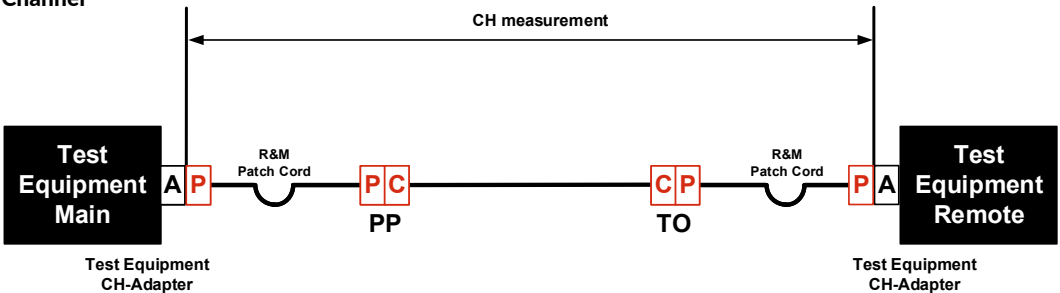 Channel
CH measurement
Test
Equipment
Main
A P
R&M
Patch Cord
P C
PP
C P
TO
R&M
Patch Cord
P A
Test
Equipment
Remote
Test Equipment
CH-Adapter
Test Equipment
CH-Adapter